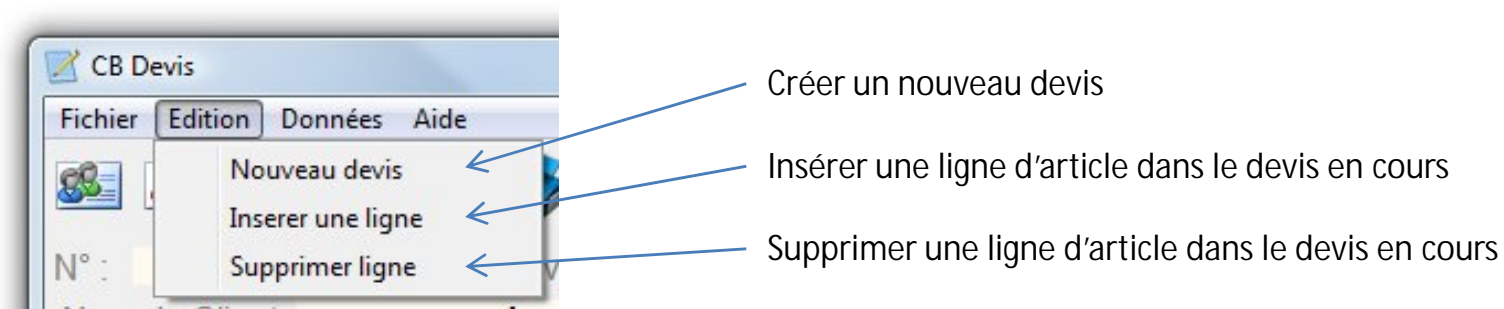 CB Devis
Fichier Edition Données Aide
Nouveau devis
Inserer une ligne
Supprimer ligne
N° :
Créer un nouveau devis
Insérer une ligne d’article dans le devis en cours
Supprimer une ligne d’article dans le devis en cours